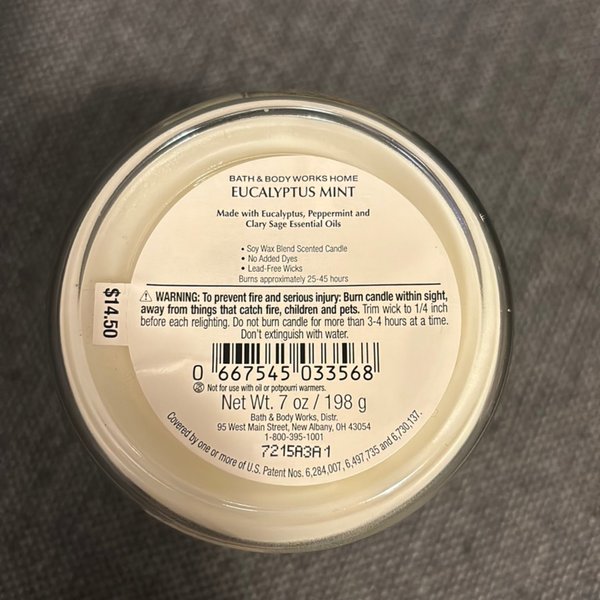 BATH & BODY WORKS HOME
EUCALYPTUS MINT
Made with Eucalyptus, Peppermint and
Clary Sage Essential Oils
• Soy Wax Blend Scented Candle
• No Added Dyes
• Lead-Free Wicks
Burns approximately 25-45 hours
⚠ WARNING: To prevent fire and serious injury: Burn candle within sight,
away from things that catch fire, children and pets. Trim wick to 1/4 inch
before each relighting. Do not burn candle for more than 3-4 hours at a time.
Don't extinguish with water.
$14.50
0 667545 033568
Not for use with oil or potpourri warmers.
Net Wt. 7 oz / 198 g
Bath & Body Works, Distr.
95 West Main Street, New Albany, OH 43054
1-800-395-1001
7215A3A1
Covered by one or more of U.S. Patent Nos. 6,284,007, 6,497,735 and 6,730,137.